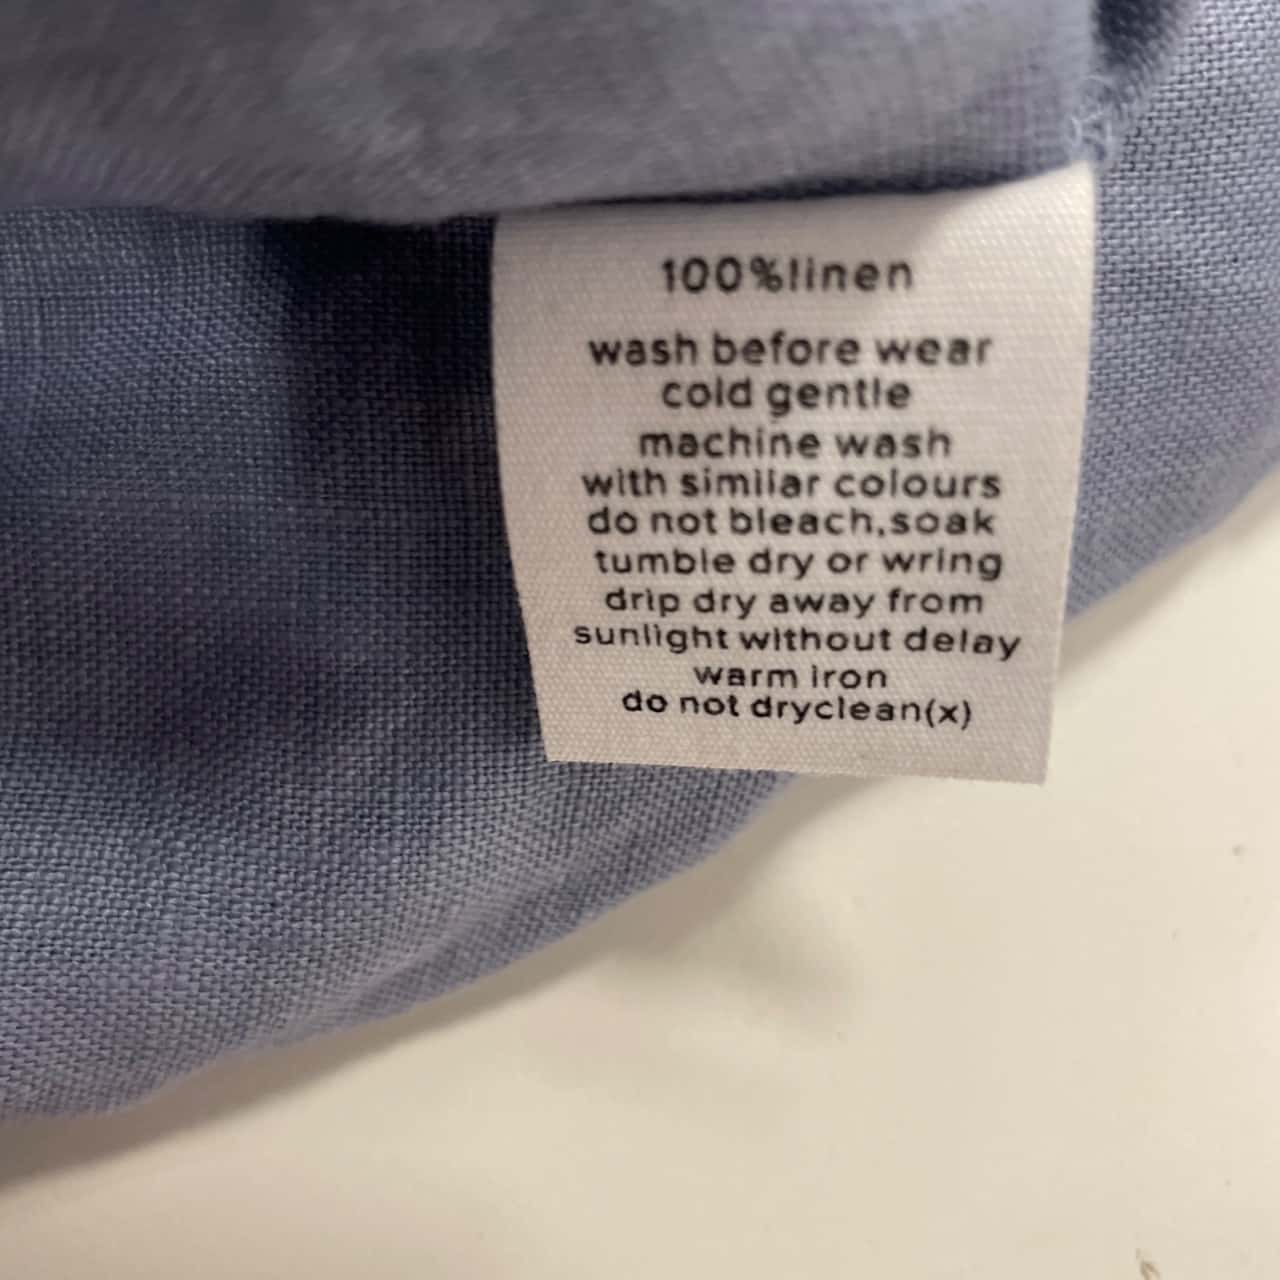 100%linen
wash before wear
cold gentle
machine wash
with similar colours
do not bleach,soak
tumble dry or wring
drip dry away from
sunlight without delay
warm iron
do not dryclean(x)